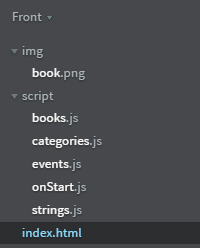 Front
img
book.png
script
books.js
categories.js
events.js
onStart.js
strings.js
index.html